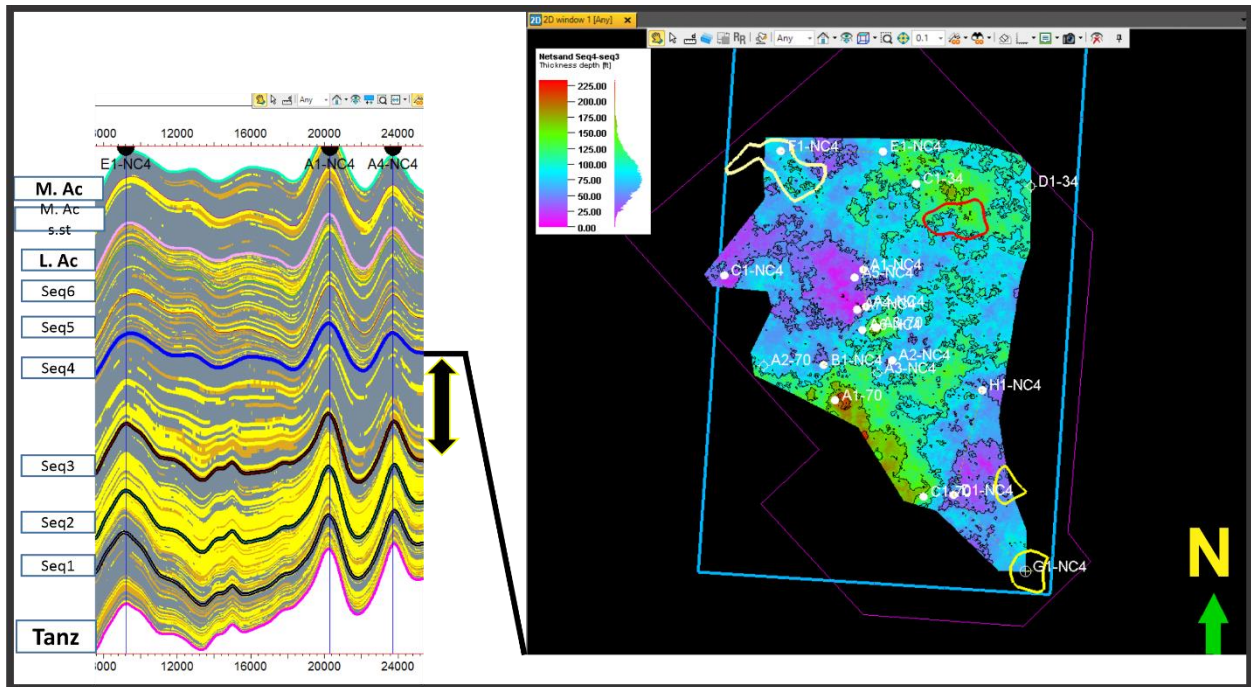 2D window 1 [Any]
Any
0.1
Netsand Seq4-seq3
Thickness depth [ft]
225.00
200.00
175.00
150.00
125.00
100.00
75.00
50.00
25.00
0.00
Any
8000 12000 16000 20000 24000
E1-NC4 A1-NC4 A4-NC4
M. Ac
M. Ac
s.st
L. Ac
Seq6
Seq5
Seq4
Seq3
Seq2
Seq1
Tanz
8000 12000 16000 20000 24000
E1-NC4
C1-34
D1-34
C1-NC4
A1-NC4
A5-NC4
A4-NC4
A2-70
B1-NC4
A2-NC4
A3-NC4
A1-70
H1-NC4
C1-70
D1-NC4
G1-NC4
N